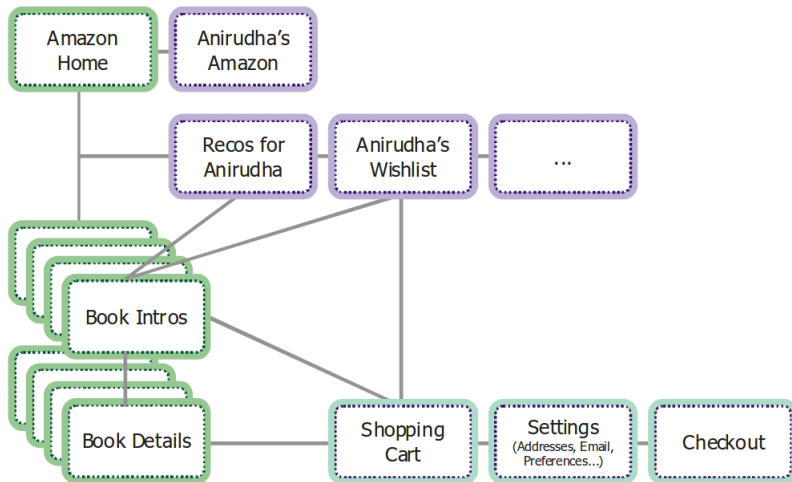 Amazon
Home
Anirudha's
Amazon
Recos for
Anirudha
Anirudha's
Wishlist
...
Book Intros
Book Details
Shopping
Cart
Settings
(Addresses, Email,
Preferences...)
Checkout